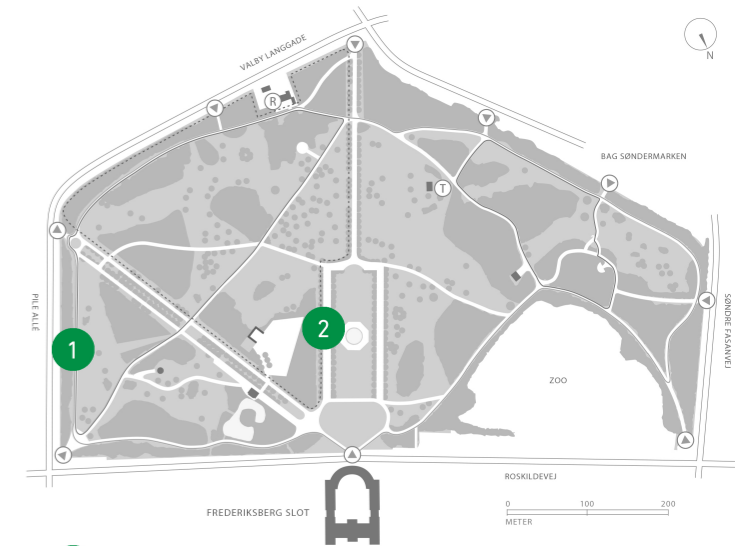 VALBY LANGGADE
N
R
BAG SØNDERMARKEN
T
PILE ALLÉ
SØNDRE FASANVEJ
1
2
ZOO
ROSKILDEVEJ
FREDERIKSBERG SLOT
0 100 200
METER